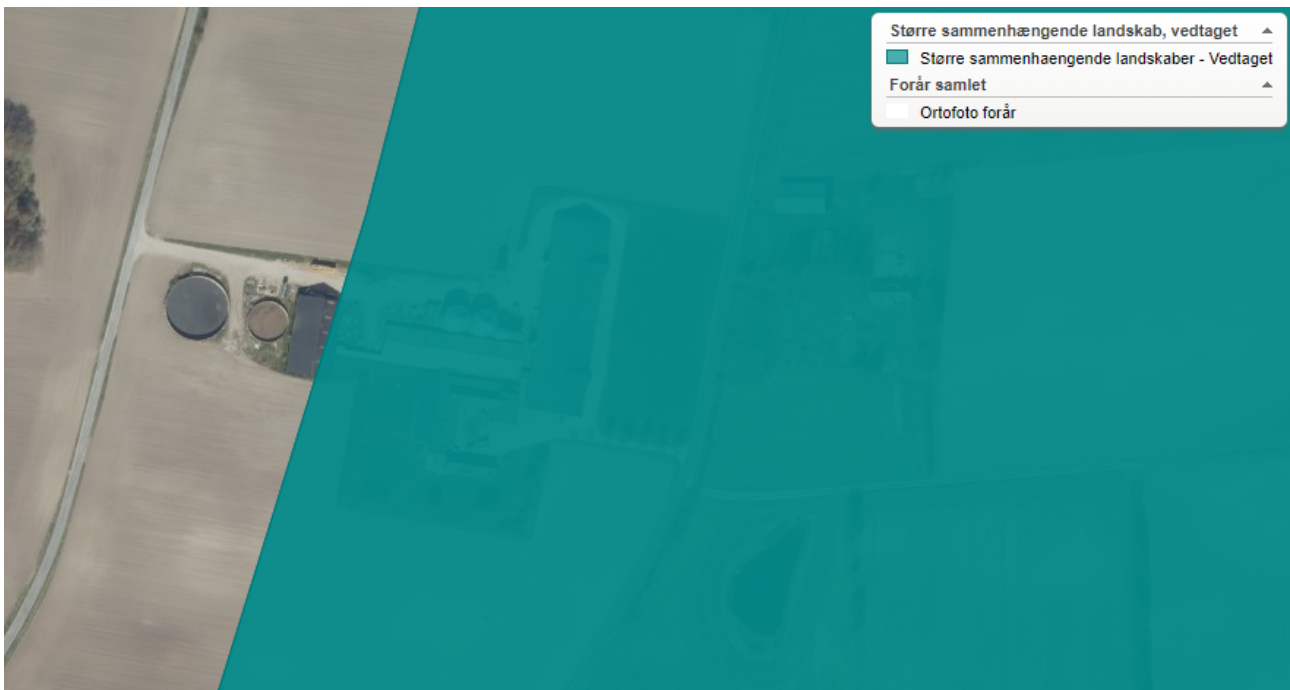 Større sammenhængende landskab, vedtaget
Større sammenhaengende landskaber - Vedtaget
Forår samlet
Ortofoto forår